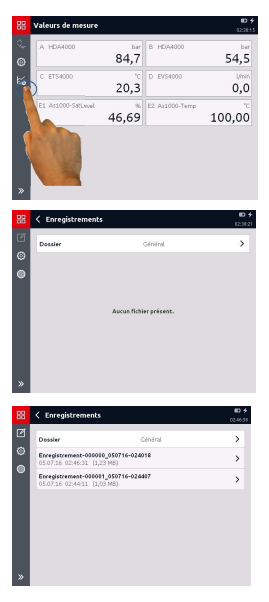 Valeurs de mesure
02:38:15
A HDA4000 bar
84,7
B HDA4000 bar
54,5
C ETS4000 °C
20,3
D EVS4000 l/min
0,0
E1 AS1000-SatLevel %
46,69
E2 AS1000-Temp °C
100,00
Enregistrements
02:38:21
Dossier Général
Aucun fichier présent.
Enregistrements
02:46:56
Dossier Général
Enregistrement-000000_050716-024018
05.07.16 02:46:31 (1,23 MB)
Enregistrement-000001_050716-024407
05.07.16 02:44:11 (1,03 MB)